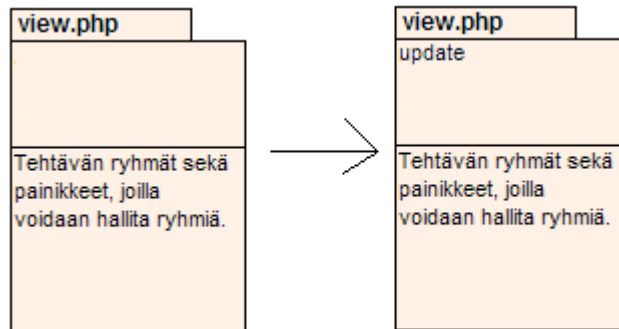 view.php
Tehtävän ryhmät sekä
painikkeet, joilla
voidaan hallita ryhmiä.
view.php
update
Tehtävän ryhmät sekä
painikkeet, joilla
voidaan hallita ryhmiä.